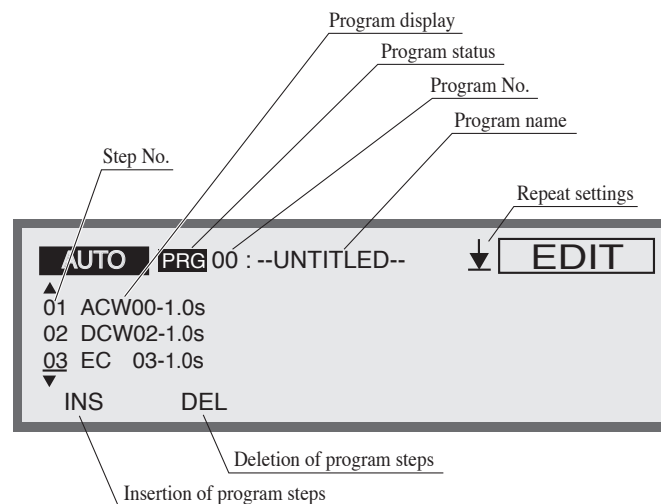 Program display
Program status
Program No.
Program name
Step No.
Repeat settings
AUTO PRG 00 : --UNTITLED-- EDIT
01 ACW00-1.0s
02 DCW02-1.0s
03 EC 03-1.0s
INS DEL
Deletion of program steps
Insertion of program steps